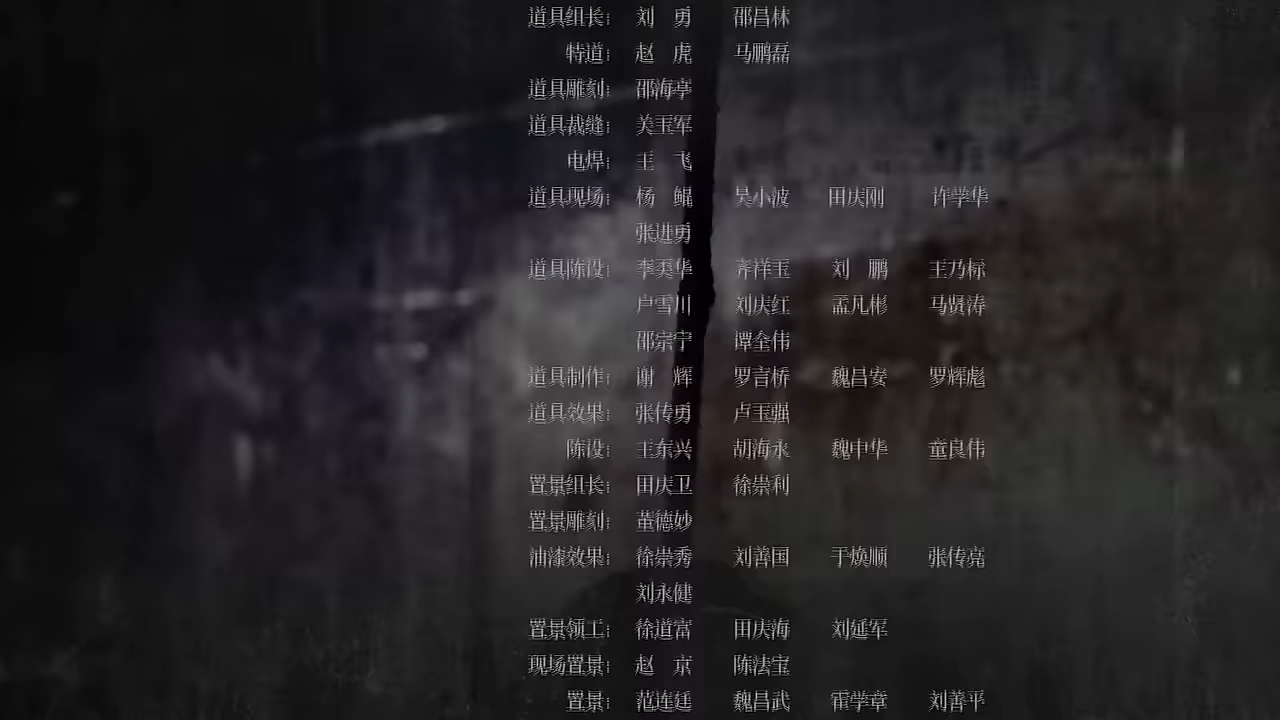 道具组长： 刘　勇 邵昌林
特道： 赵　虎 马鹏磊
道具雕刻： 邵海亭
道具裁缝： 关玉军
电焊： 王　飞
道具现场： 杨　鲲 吴小波 田庆刚 许学华
张进勇
道具陈设： 李奕华 齐祥玉 刘　鹏 王乃标
户雪川 刘庆红 孟凡彬 马贤涛
邵宗宁 谭全伟
道具制作： 谢　辉 罗言桥 魏昌安 罗辉彪
道具效果： 张传勇 卢玉强
陈设： 王东兴 胡海永 魏申华 童良伟
置景组长： 田庆卫 徐崇利
置景雕刻： 董德妙
油漆效果： 徐崇秀 刘善国 于焕顺 张传亮
刘永健
置景领工： 徐道富 田庆海 刘延军
现场置景： 赵　京 陈法宝
置景： 范连廷 魏昌武 霍学章 刘善平